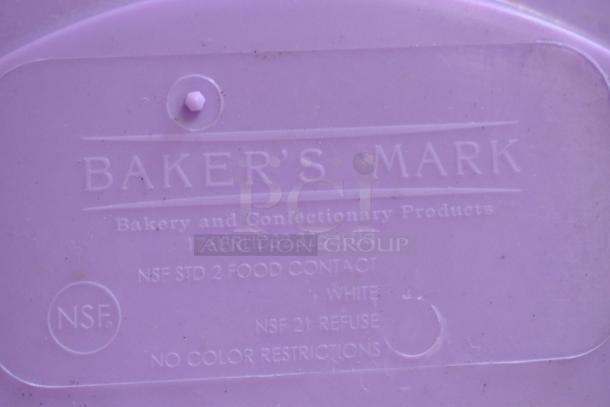 BAKER'S MARK
Bakery and Confectionary Products
PCI
AUCTION GROUP
NSF STD 2 FOOD CONTACT
WHITE
NSF 21 REFUSE
NO COLOR RESTRICTIONS
NSF®